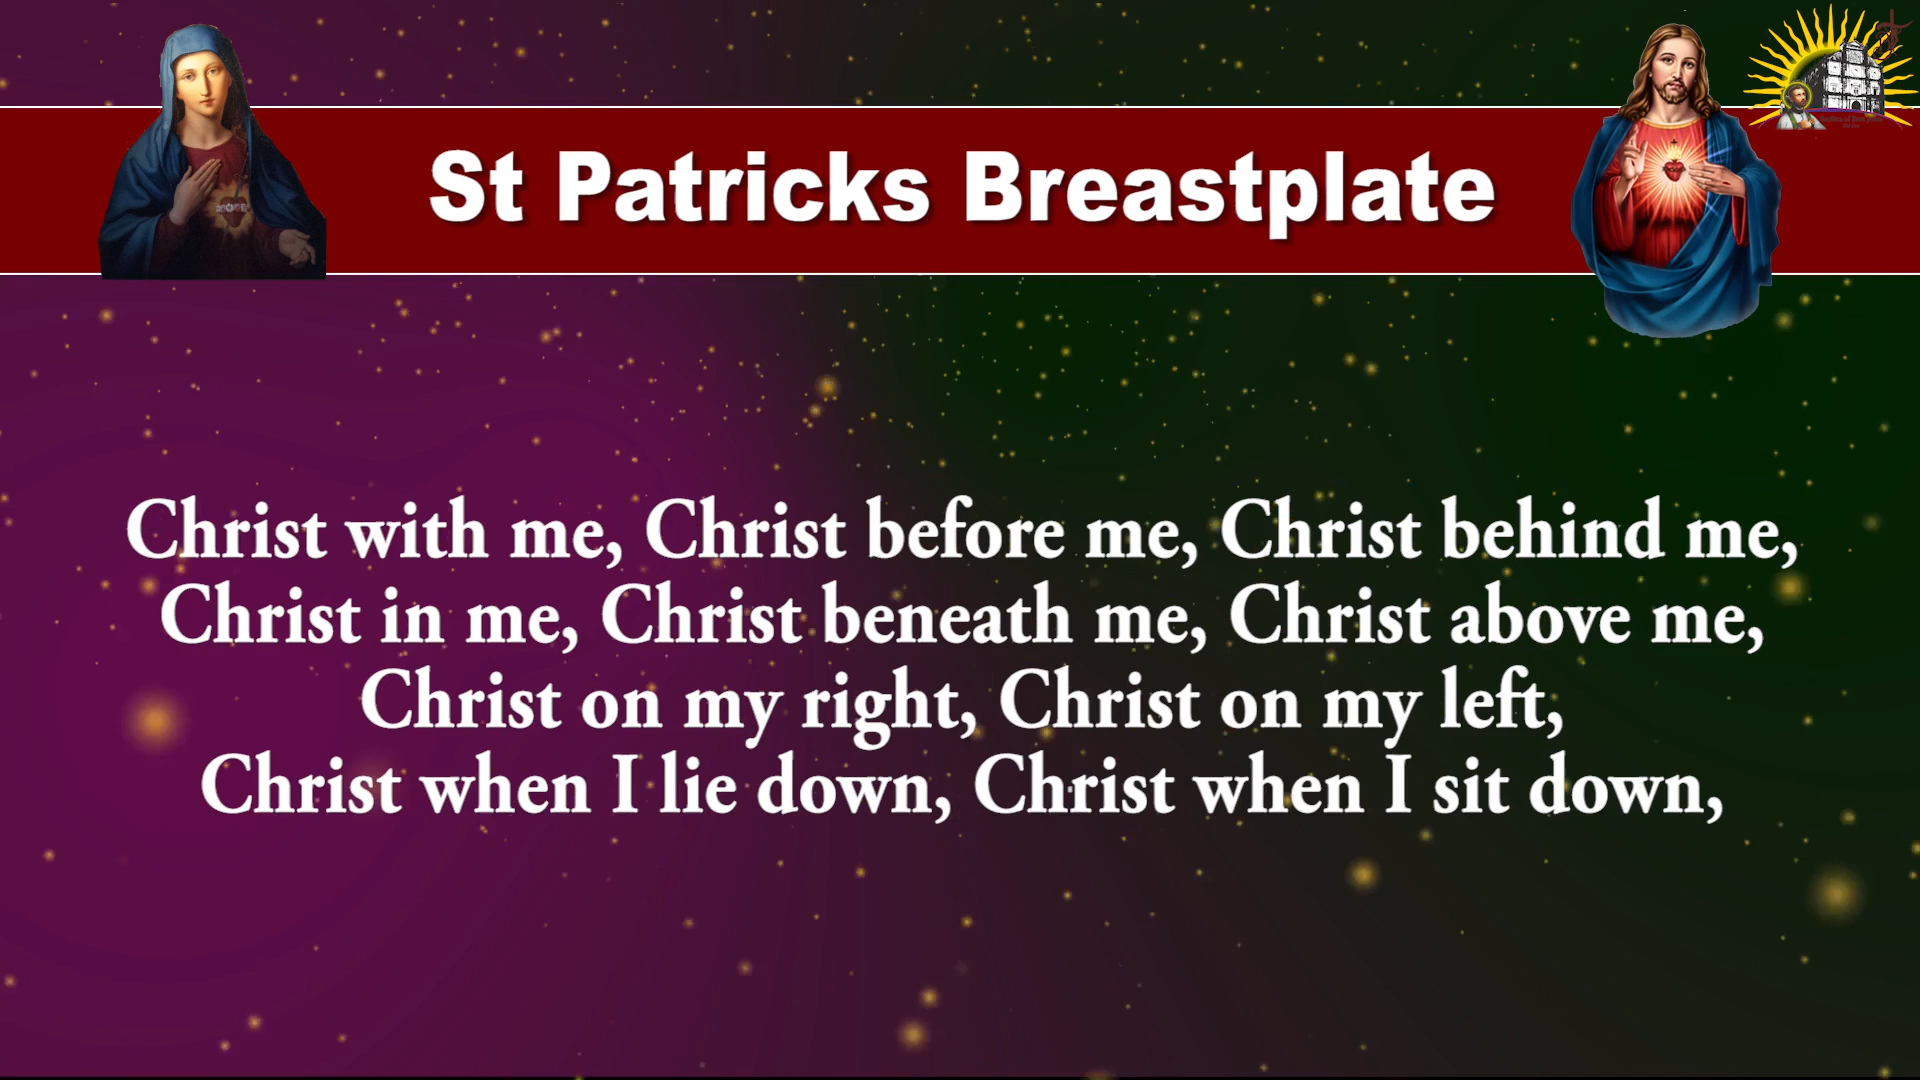 St Patricks Breastplate
Christ with me, Christ before me, Christ behind me,
Christ in me, Christ beneath me, Christ above me,
Christ on my right, Christ on my left,
Christ when I lie down, Christ when I sit down,